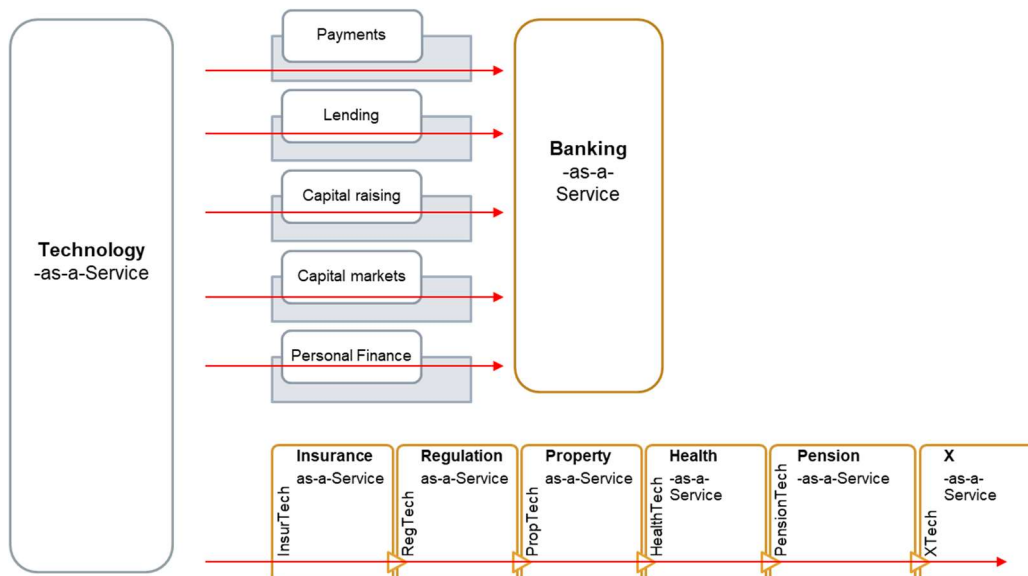 Payments
Lending
Capital raising
Capital markets
Personal Finance
Technology
-as-a-Service
Banking
-as-a-
Service
Insurance
as-a-Service
InsurTech
Regulation
as-a-Service
RegTech
Property
as-a-Service
PropTech
Health
-as-a-
Service
HealthTech
Pension
-as-a-Service
PensionTech
X
-as-a-
Service
XTech